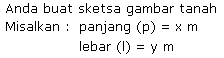 Anda buat sketsa gambar tanah
Misalkan : panjang (p) = x m
lebar (l) = y m